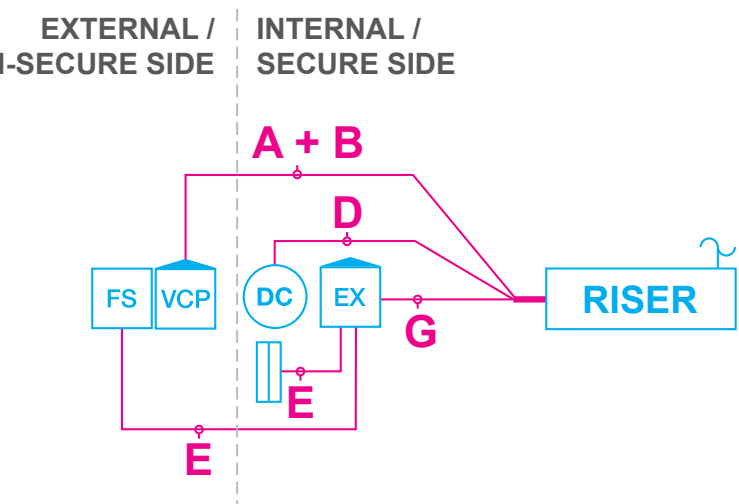 EXTERNAL /
-SECURE SIDE
INTERNAL /
SECURE SIDE
A + B
D
FS
VCP
DC
EX
RISER
G
E
E